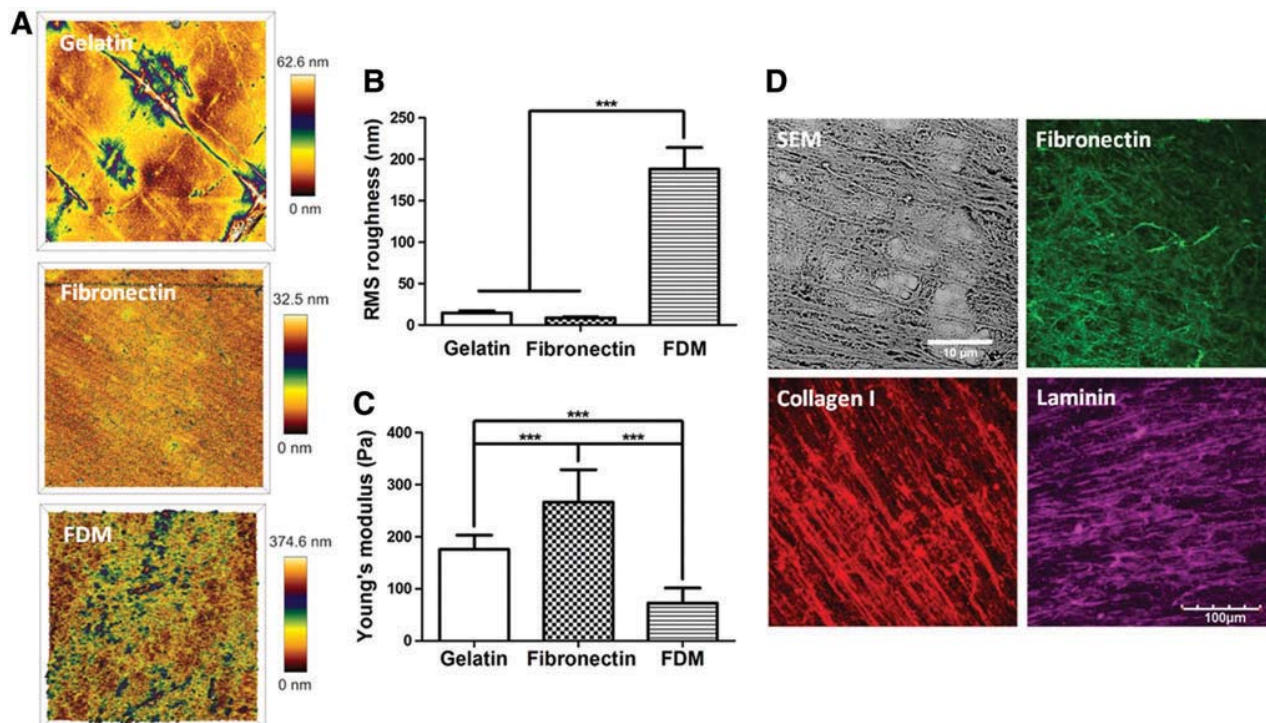 A
Gelatin
62.6 nm
0 nm
Fibronectin
32.5 nm
0 nm
FDM
374.6 nm
0 nm
B
***
RMS roughness (nm)
250
200
150
100
50
0
Gelatin Fibronectin FDM
C
***
*** ***
Young's modulus (Pa)
400
300
200
100
0
Gelatin Fibronectin FDM
D
SEM
10 μm
Fibronectin
Collagen I
Laminin
100μm